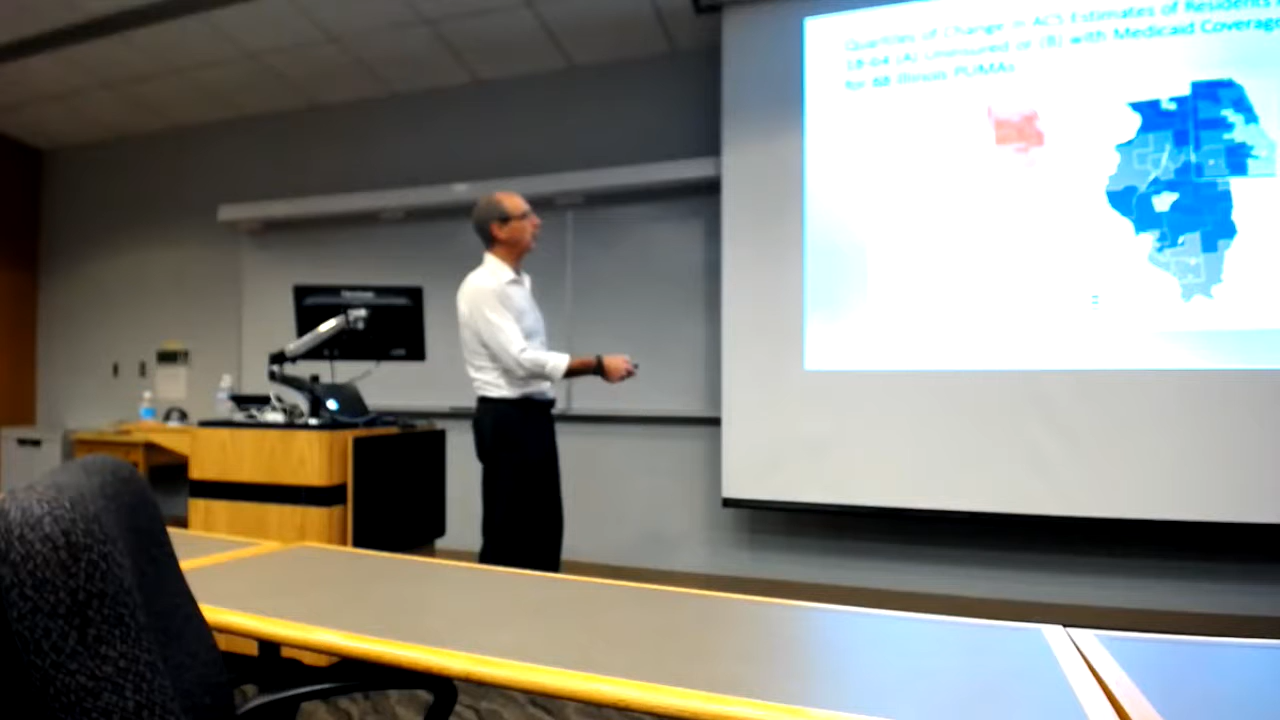 Quartiles of Change in ACS Estimates of Residents
18-64 (A) Uninsured or (B) with Medicaid Coverage
for 88 Illinois PUMAs